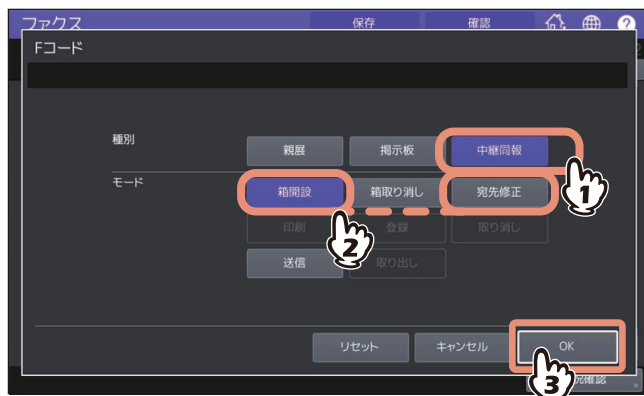 ファクス 保存 確認 ?
Fコード
種別 親展 掲示板 中継同報
1
モード 箱開設 箱取り消し 宛先修正
2
印刷 登録 取り消し
送信 取り出し
リセット キャンセル OK
3
況確認